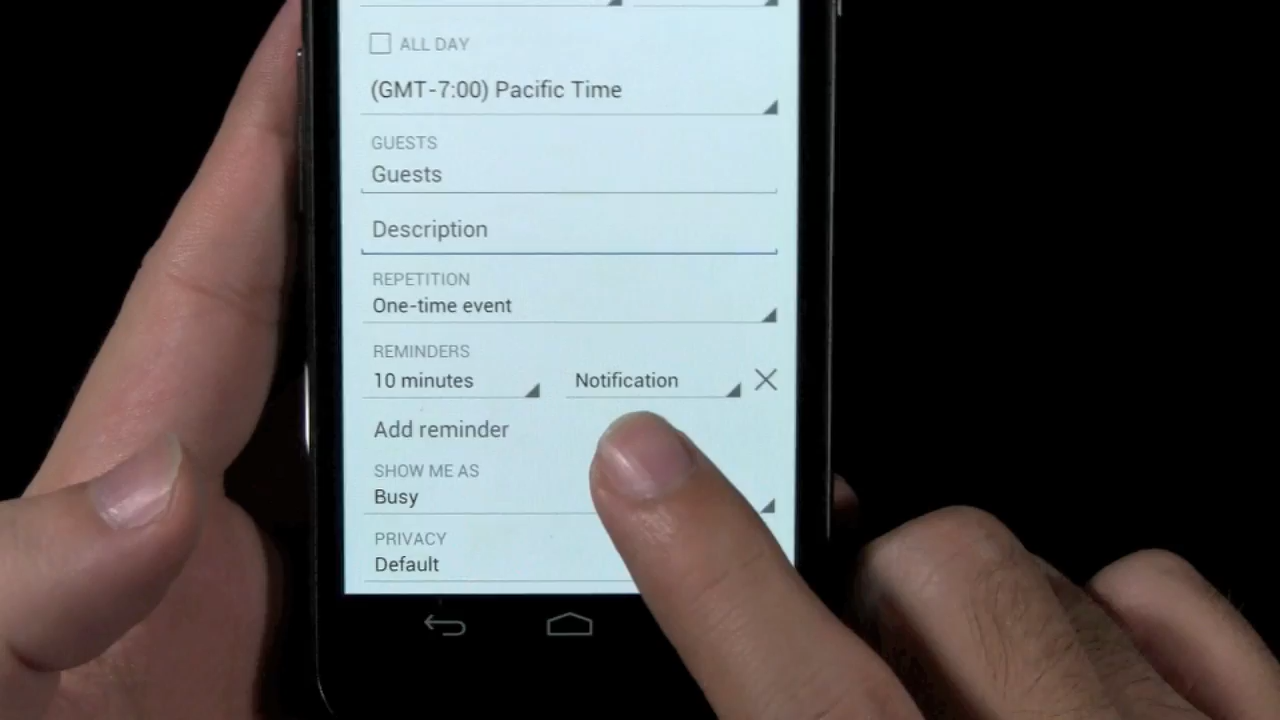 ALL DAY
(GMT-7:00) Pacific Time
GUESTS
Guests
Description
REPETITION
One-time event
REMINDERS
10 minutes Notification
Add reminder
SHOW ME AS
Busy
PRIVACY
Default